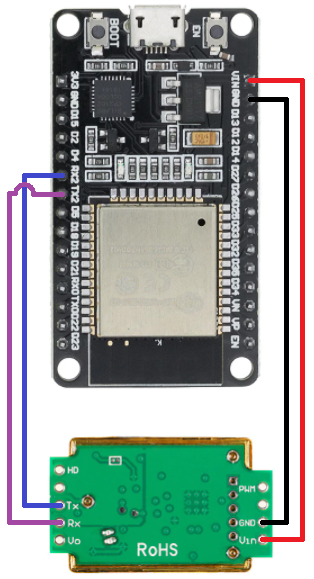 BOOT
EN
3V3
GND
D15
D2
D4
RX2
TX2
D5
D18
D19
D21
RX0
TX0
D22
D23
VIN
GND
D13
D12
D14
D27
D26
D25
D33
D32
D35
D34
VN
VP
EN
HD
Tx
Rx
Vo
PWM
GND
Vin
RoHS